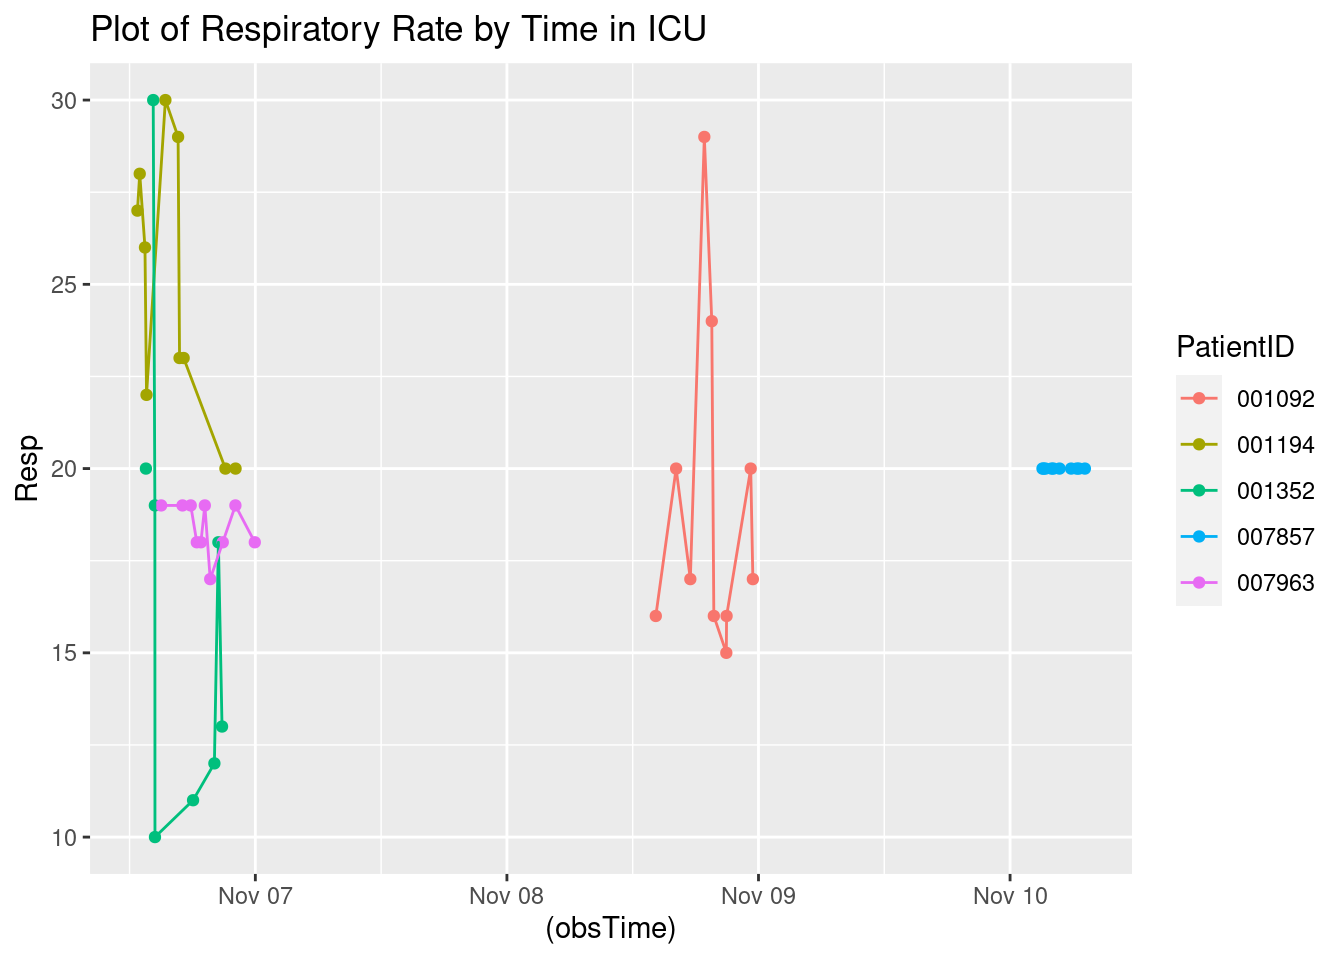 Plot of Respiratory Rate by Time in ICU
30
25
20
15
10
Resp
Nov 07
Nov 08
Nov 09
Nov 10
(obsTime)
PatientID
001092
001194
001352
007857
007963